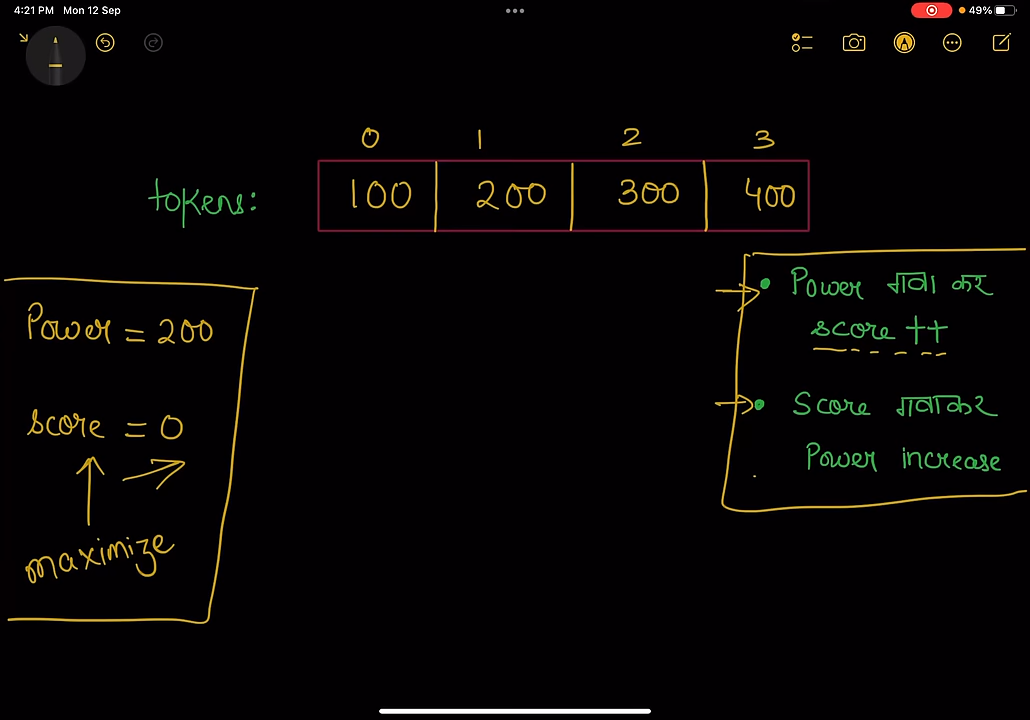 4:21 PM Mon 12 Sep
49%
0 1 2 3
tokens: 100 200 300 400
Power = 200
score = 0
maximize
Power गवा कर
score ++
Score गवाकर
Power increase